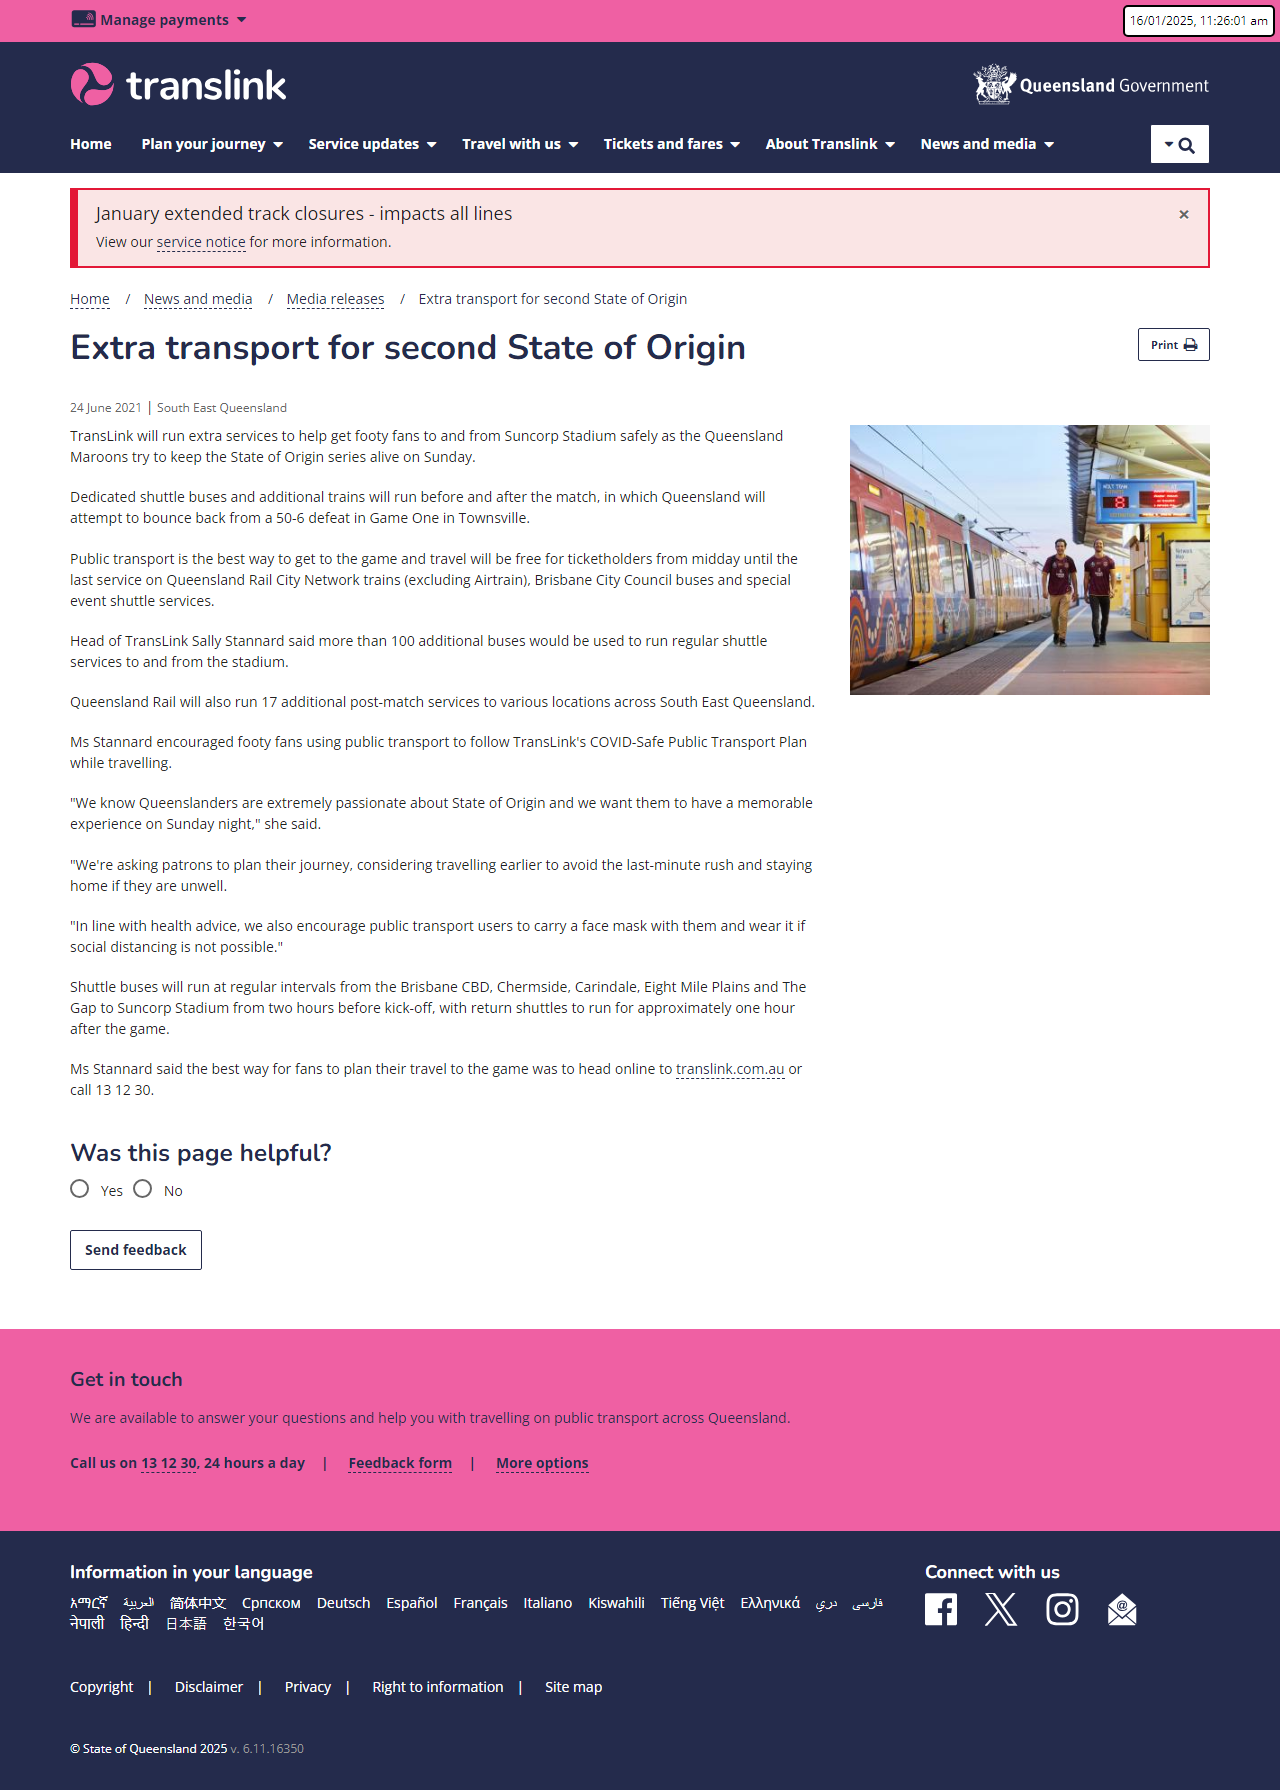 Manage payments
16/01/2025, 11:26:01 am
translink
Queensland Government
Home Plan your journey Service updates Travel with us Tickets and fares About Translink News and media
January extended track closures - impacts all lines ×
View our service notice for more information.
Home / News and media / Media releases / Extra transport for second State of Origin
Extra transport for second State of Origin
Print
24 June 2021 | South East Queensland
TransLink will run extra services to help get footy fans to and from Suncorp Stadium safely as the Queensland
Maroons try to keep the State of Origin series alive on Sunday.
Dedicated shuttle buses and additional trains will run before and after the match, in which Queensland will
attempt to bounce back from a 50-6 defeat in Game One in Townsville.
Public transport is the best way to get to the game and travel will be free for ticketholders from midday until the
last service on Queensland Rail City Network trains (excluding Airtrain), Brisbane City Council buses and special
event shuttle services.
Head of TransLink Sally Stannard said more than 100 additional buses would be used to run regular shuttle
services to and from the stadium.
Queensland Rail will also run 17 additional post-match services to various locations across South East Queensland.
Ms Stannard encouraged footy fans using public transport to follow TransLink's COVID-Safe Public Transport Plan
while travelling.
"We know Queenslanders are extremely passionate about State of Origin and we want them to have a memorable
experience on Sunday night," she said.
"We're asking patrons to plan their journey, considering travelling earlier to avoid the last-minute rush and staying
home if they are unwell.
"In line with health advice, we also encourage public transport users to carry a face mask with them and wear it if
social distancing is not possible."
Shuttle buses will run at regular intervals from the Brisbane CBD, Chermside, Carindale, Eight Mile Plains and The
Gap to Suncorp Stadium from two hours before kick-off, with return shuttles to run for approximately one hour
after the game.
Ms Stannard said the best way for fans to plan their travel to the game was to head online to translink.com.au or
call 13 12 30.
8
1
Was this page helpful?
Yes No
Send feedback
Get in touch
We are available to answer your questions and help you with travelling on public transport across Queensland.
Call us on 13 12 30, 24 hours a day | Feedback form | More options
Information in your language
አማርኛ العربية 简体中文 Српском Deutsch Español Français Italiano Kiswahili Tiếng Việt Ελληνικά دري فارسی
नेपाली हिन्दी 日本語 한국어
Connect with us
Copyright | Disclaimer | Privacy | Right to information | Site map
© State of Queensland 2025 v. 6.11.16350